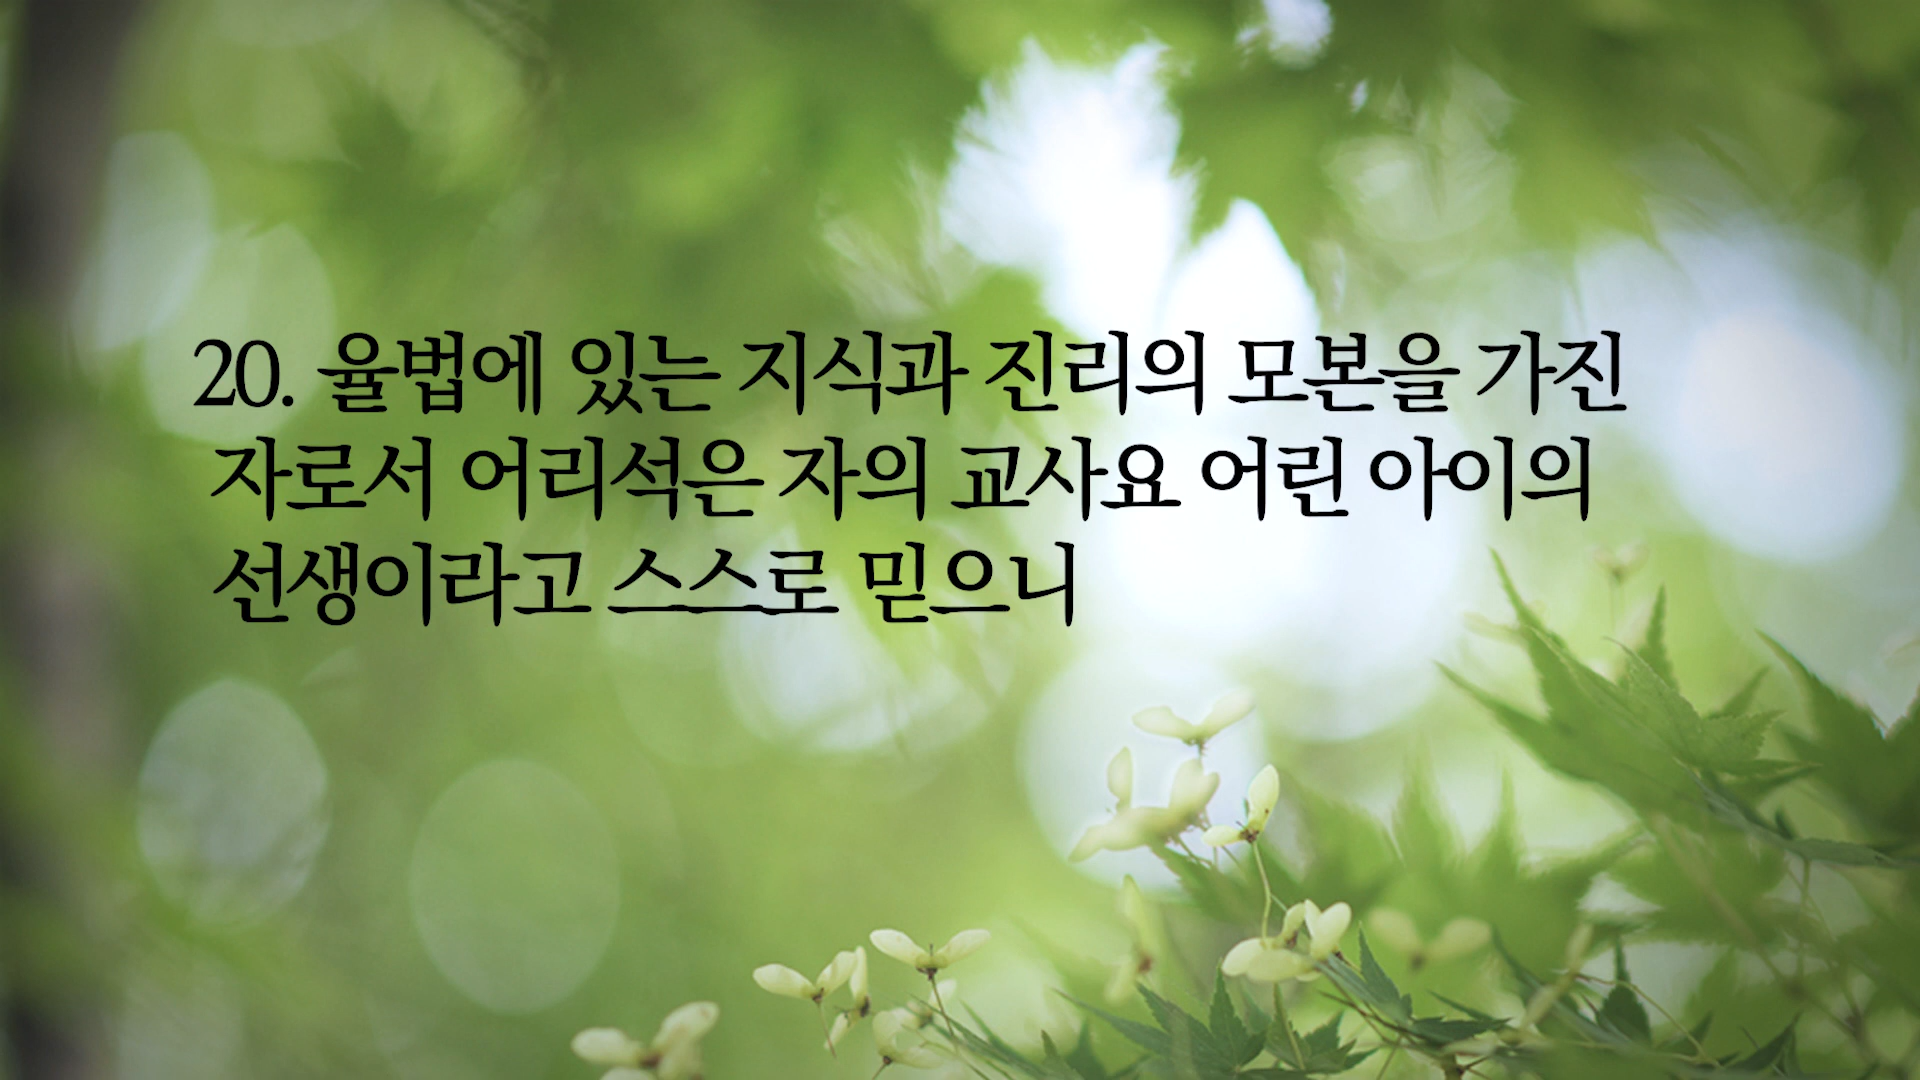 20. 율법에 있는 지식과 진리의 모본을 가진
자로서 어리석은 자의 교사요 어린 아이의
선생이라고 스스로 믿으니